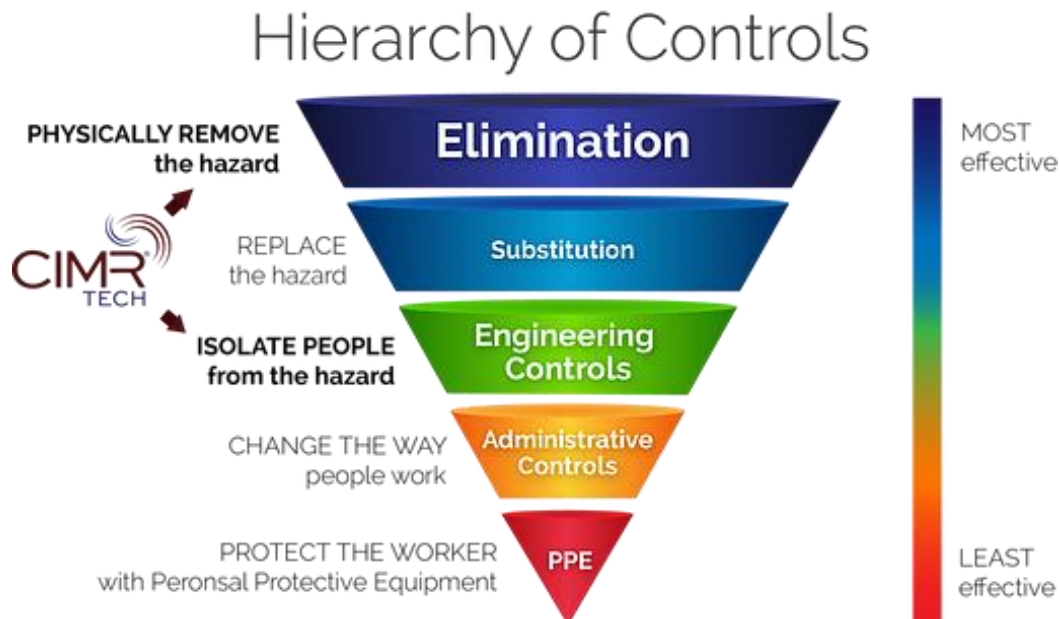 Hierarchy of Controls
PHYSICALLY REMOVE
the hazard
Elimination
MOST
effective
CIMR®
TECH
REPLACE
the hazard
Substitution
ISOLATE PEOPLE
from the hazard
Engineering
Controls
CHANGE THE WAY
people work
Administrative
Controls
PROTECT THE WORKER
with Peronsal Protective Equipment
PPE
LEAST
effective